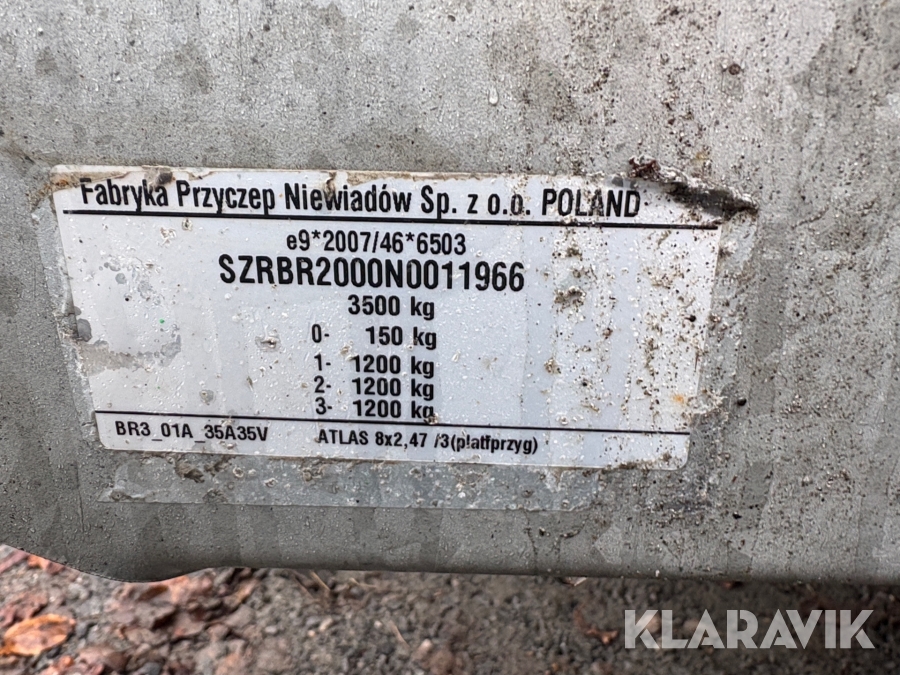 Fabryka Przyczep Niewiadów Sp. z o.o. POLAND
e9*2007/46*6503
SZRBR2000N0011966
3500 kg
0- 150 kg
1- 1200 kg
2- 1200 kg
3- 1200 kg
BR3_01A_35A35V ATLAS 8x2,47 /3(platfprzyg)
KLARAVIK